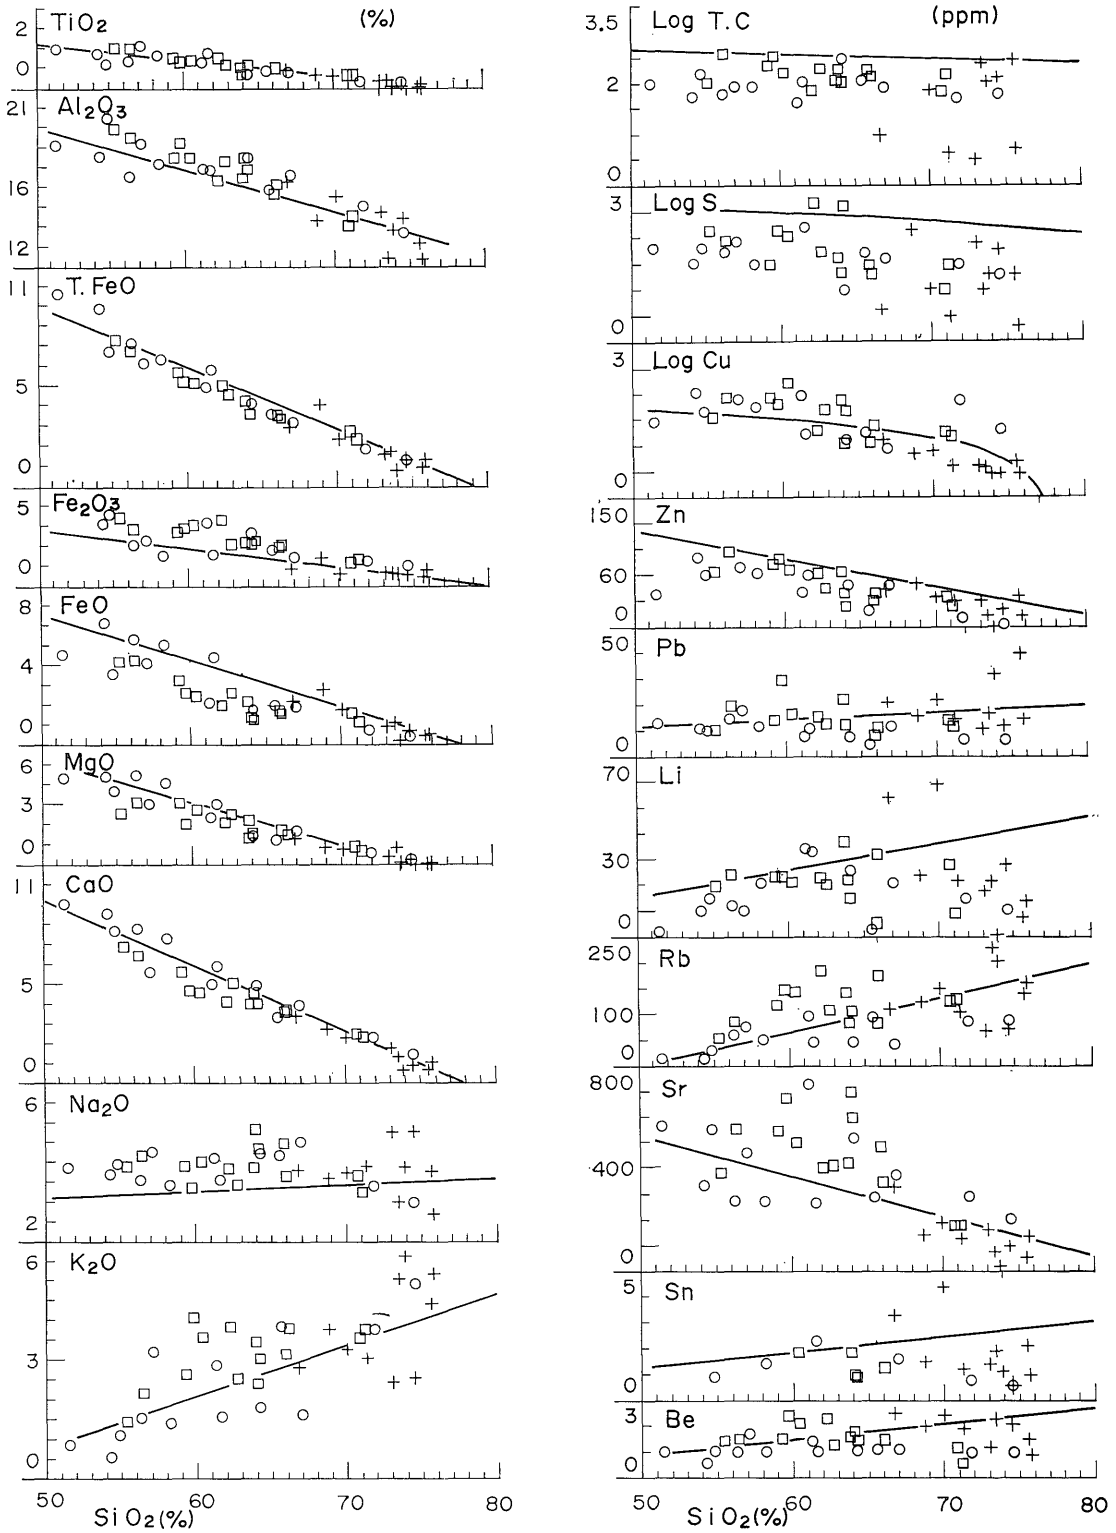 (%)
TiO2
2
0
Al2O3
21
16
12
T. FeO
11
5
0
Fe2O3
5
0
FeO
8
4
0
MgO
6
3
0
CaO
11
5
0
Na2O
6
2
K2O
6
3
0
50 60 70 80
SiO2(%)
(ppm)
Log T.C
3.5
2
0
Log S
3
0
Log Cu
3
0
Zn
150
60
0
Pb
50
0
Li
70
30
0
Rb
250
100
0
Sr
800
400
0
Sn
5
0
Be
3
0
50 60 70 80
SiO2(%)